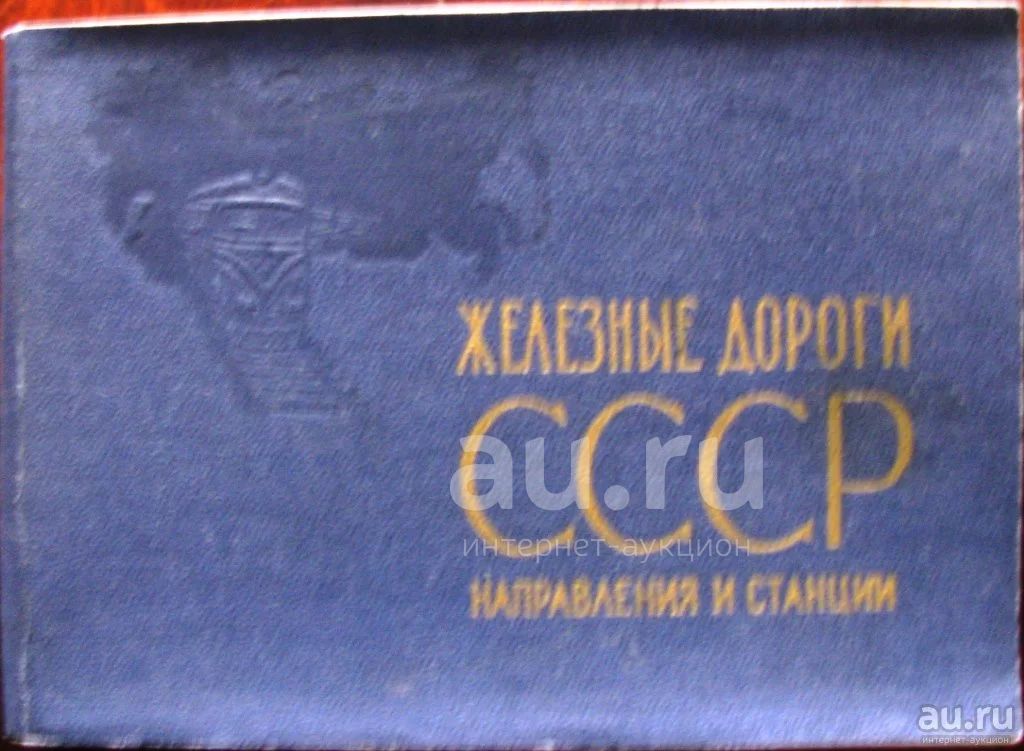 ЖЕЛЕЗНЫЕ ДОРОГИ
СССР
au.ru
интернет-аукцион
НАПРАВЛЕНИЯ И СТАНЦИИ
au.ru
интернет-аукцион